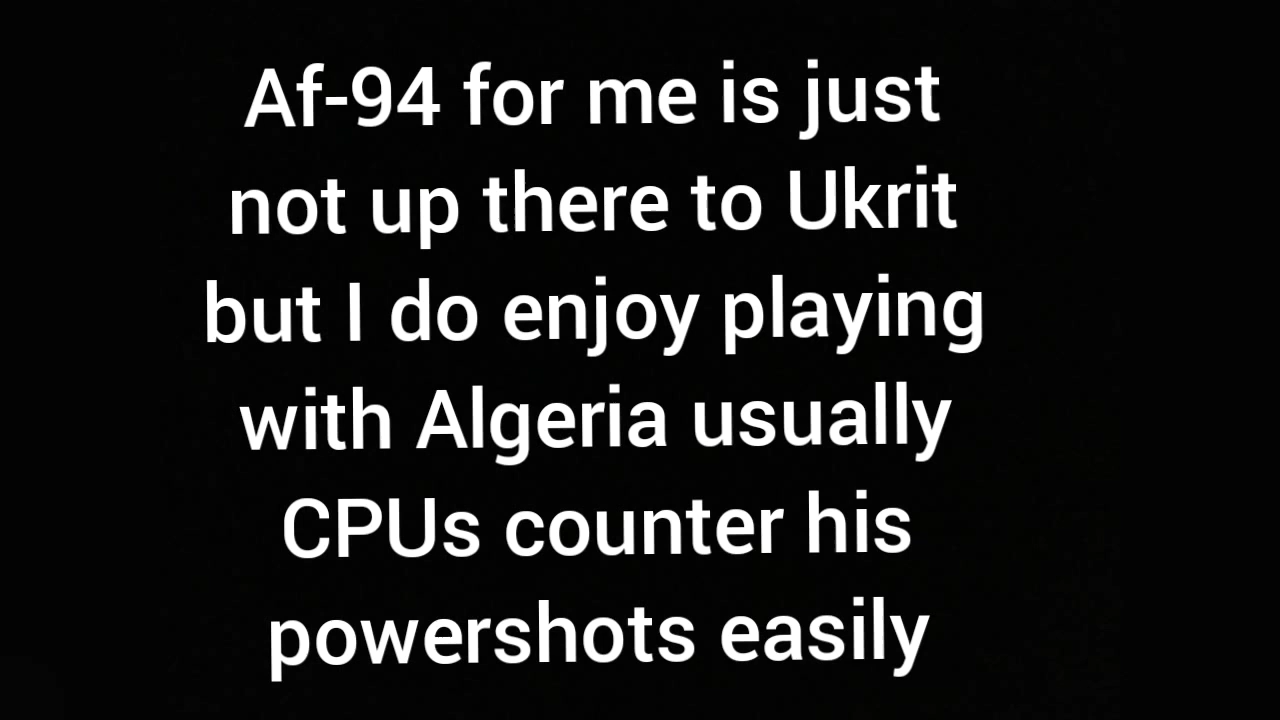 Af-94 for me is just
not up there to Ukrit
but I do enjoy playing
with Algeria usually
CPUs counter his
powershots easily